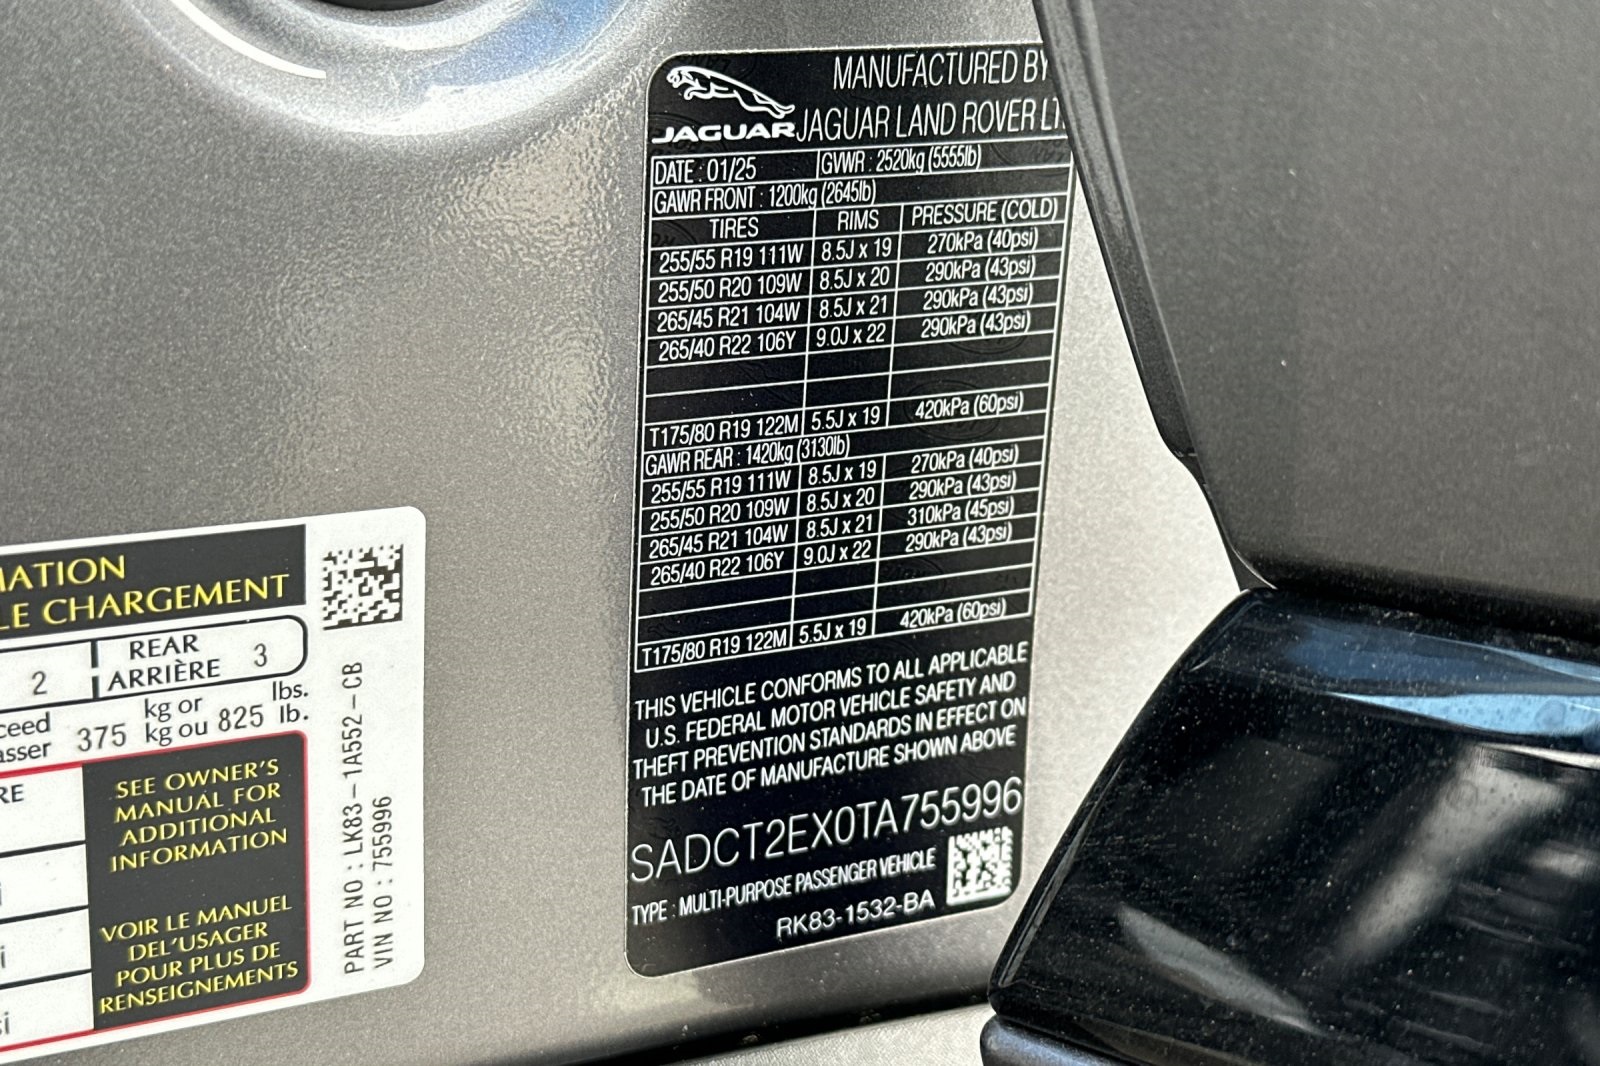 JAGUAR
MANUFACTURED BY
JAGUAR LAND ROVER LT
DATE : 01/25 GVWR : 2520kg (5555lb)
GAWR FRONT : 1200kg (2645lb)
TIRES RIMS PRESSURE (COLD)
255/55 R19 111W 8.5J x 19 270kPa (40psi)
255/50 R20 109W 8.5J x 20 290kPa (43psi)
265/45 R21 104W 8.5J x 21 290kPa (43psi)
265/40 R22 106Y 9.0J x 22 290kPa (43psi)
T175/80 R19 122M 5.5J x 19 420kPa (60psi)
GAWR REAR : 1420kg (3130lb)
255/55 R19 111W 8.5J x 19 270kPa (40psi)
255/50 R20 109W 8.5J x 20 290kPa (43psi)
265/45 R21 104W 8.5J x 21 310kPa (45psi)
265/40 R22 106Y 9.0J x 22 290kPa (43psi)
T175/80 R19 122M 5.5J x 19 420kPa (60psi)
THIS VEHICLE CONFORMS TO ALL APPLICABLE
U.S. FEDERAL MOTOR VEHICLE SAFETY AND
THEFT PREVENTION STANDARDS IN EFFECT ON
THE DATE OF MANUFACTURE SHOWN ABOVE
SADCT2EX0TA755996
TYPE : MULTI-PURPOSE PASSENGER VEHICLE
RK83-1532-BA
MATION
LE CHARGEMENT
2 REAR
ARRIÈRE 3
ceed 375 kg or 825 lbs.
asser kg ou lb.
RE
SEE OWNER'S
MANUAL FOR
ADDITIONAL
INFORMATION
VOIR LE MANUEL
DEL'USAGER
POUR PLUS DE
RENSEIGNEMENTS
PART NO : LK83-1A552-CB
VIN NO : 755996